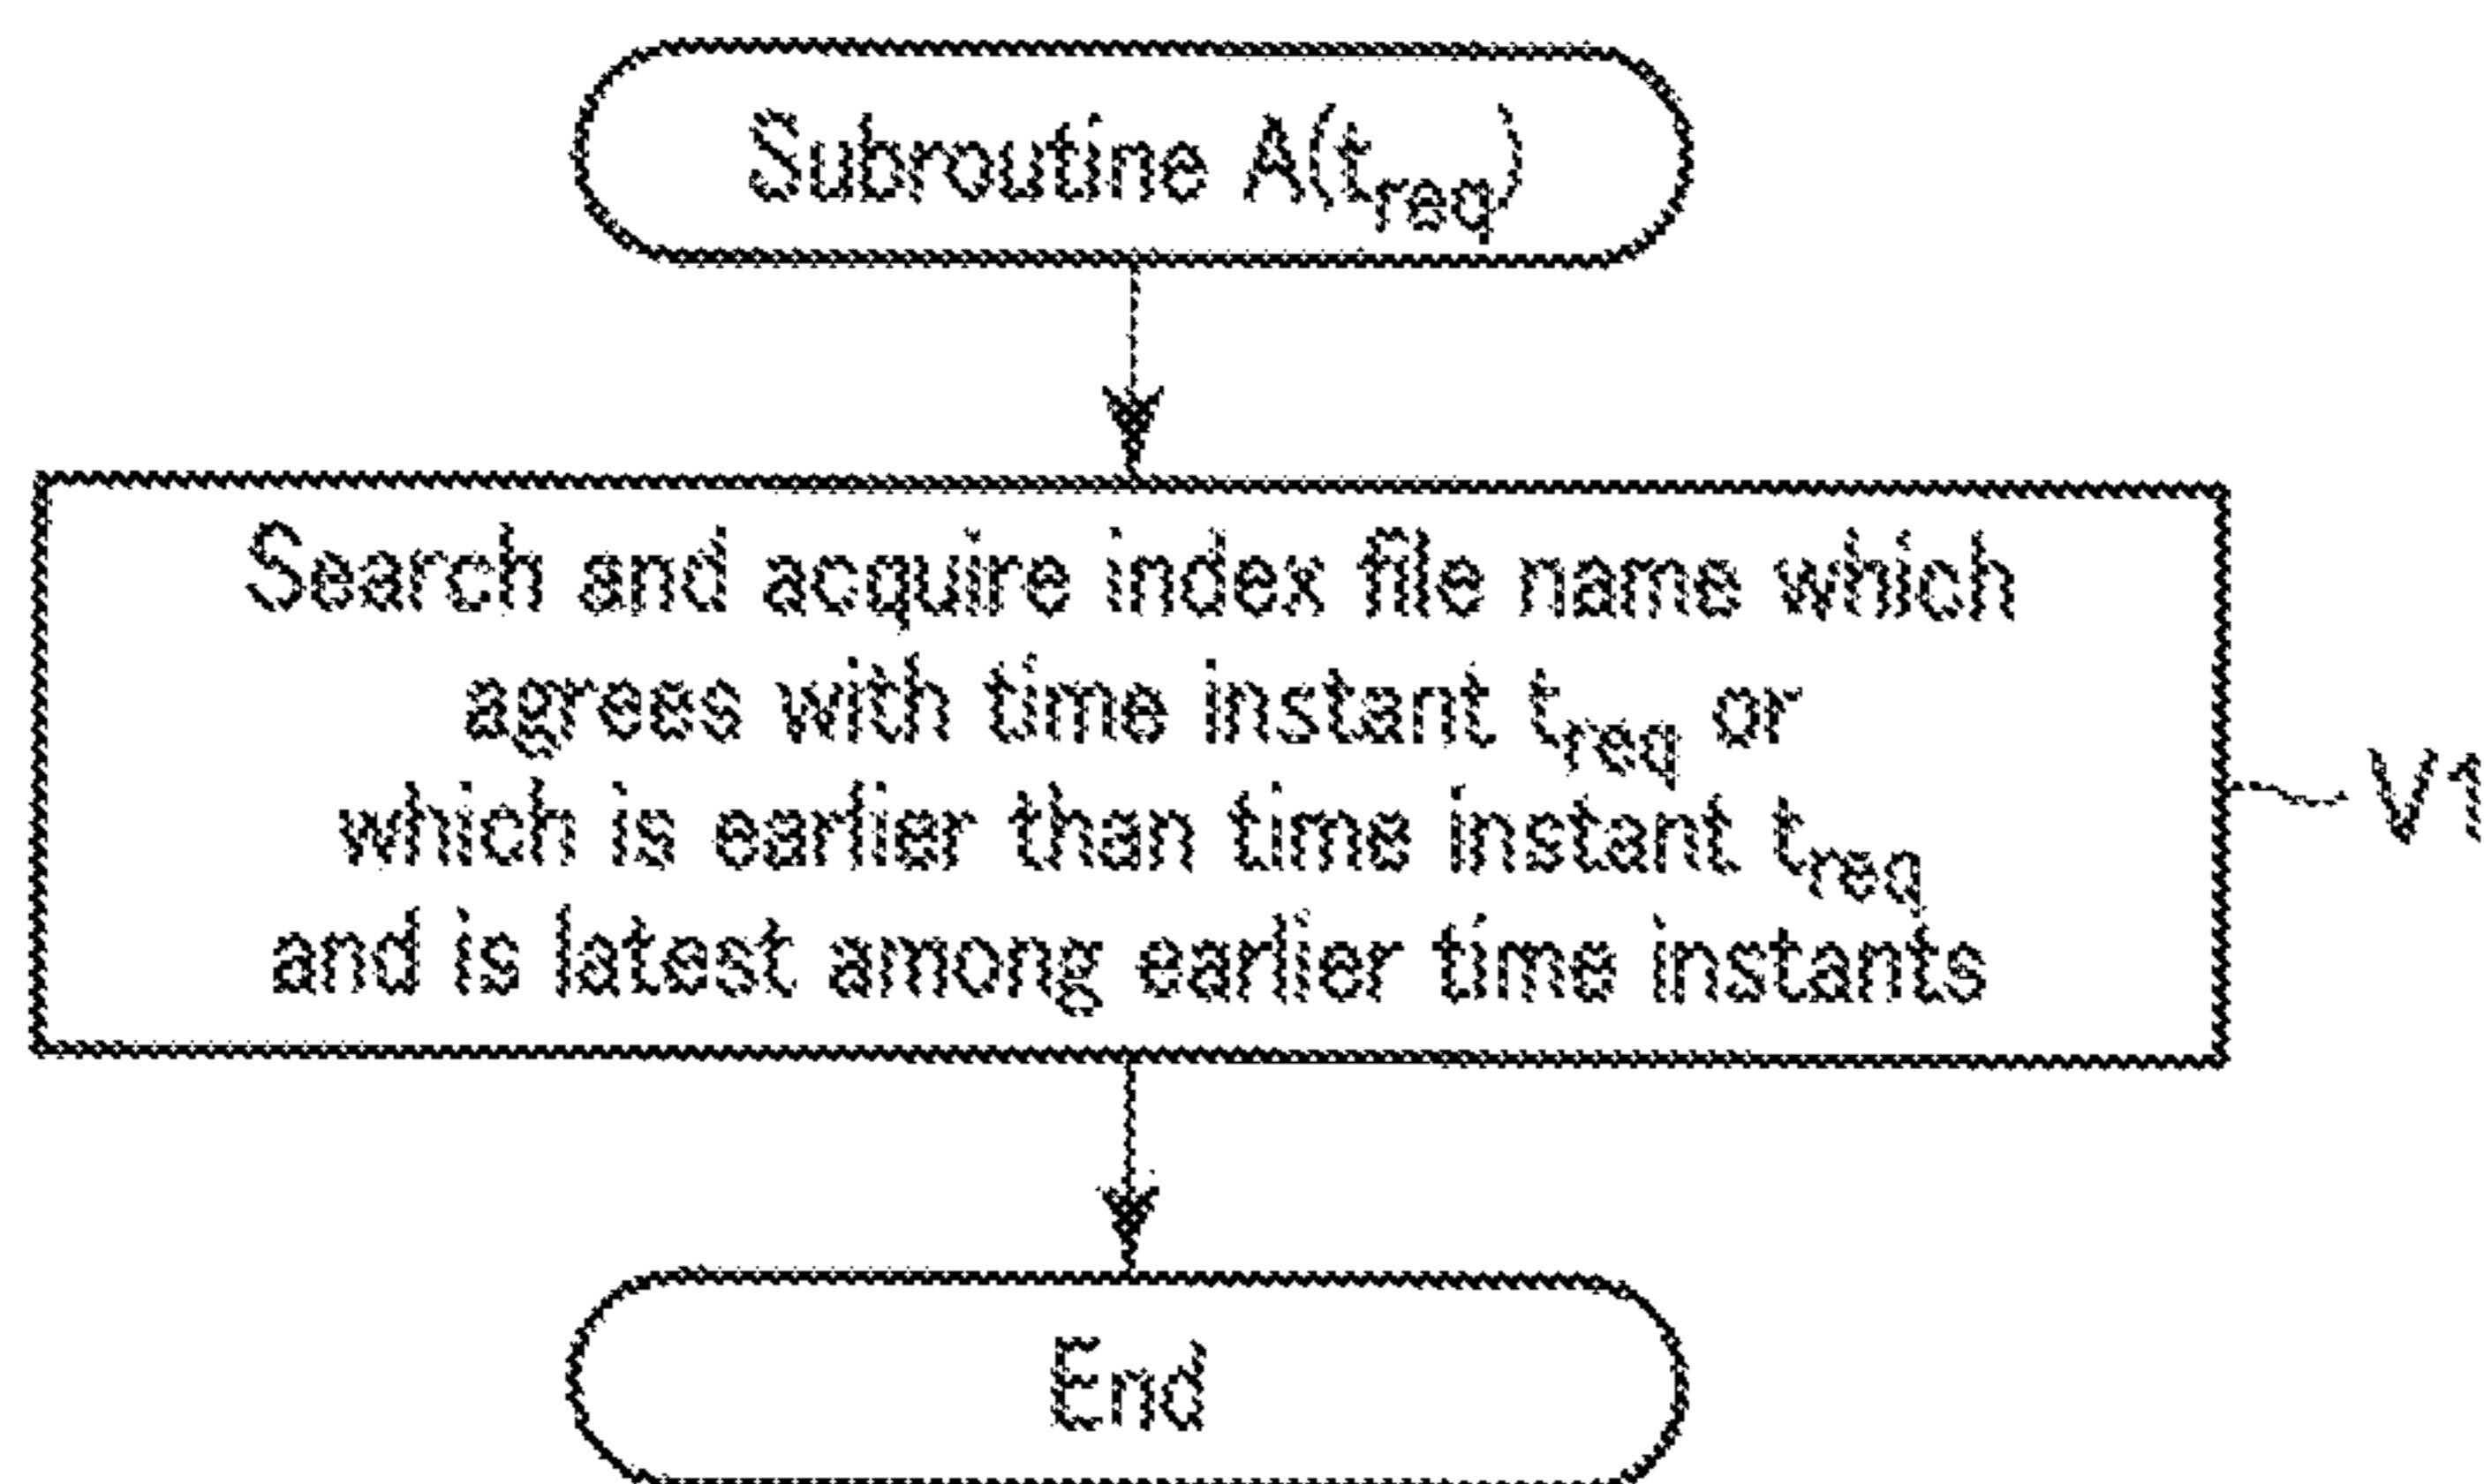 Subroutine A(treq)
Search and acquire index file name which
agrees with time instant treq or
which is earlier than time instant treq
and is latest among earlier time instants
V1
End